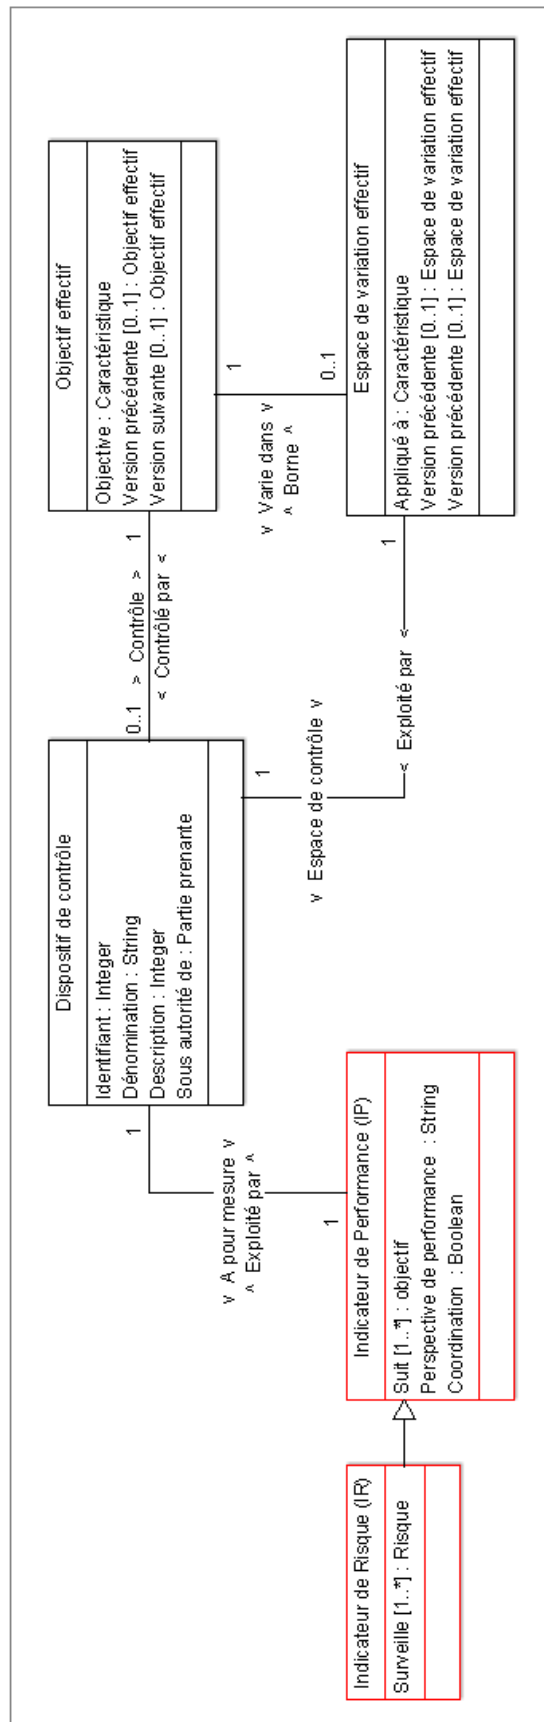 Dispositif de contrôle
Identifiant : Integer
Dénomination : String
Description : Integer
Sous autorité de : Partie prenante
0..1 > Contrôle > 1
< Contrôlé par <
Objectif effectif
Objective : Caractéristique
Version précédente [0..1] : Objectif effectif
Version suivante [0..1] : Objectif effectif
1
v A pour mesure v
^ Exploité par ^
1
1
v Espace de contrôle v
< Exploité par <
1
1
v Varie dans v
^ Borne ^
0..1
Indicateur de Risque (IR)
Surveille [1..*] : Risque
Indicateur de Performance (IP)
Suit [1..*] : objectif
Perspective de performance : String
Coordination : Boolean
Espace de variation effectif
Appliqué à : Caractéristique
Version précédente [0..1] : Espace de variation effectif
Version précédente [0..1] : Espace de variation effectif